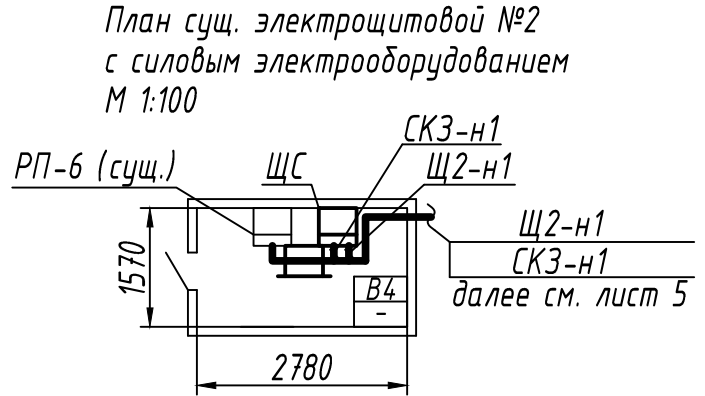 План сущ. электрощитовой №2
с силовым электрооборудованием
М 1:100
СКЗ-н1
РП-6 (сущ.)
ЩС
Щ2-н1
Щ2-н1
СКЗ-н1
далее см. лист 5
1570
В4
-
2780